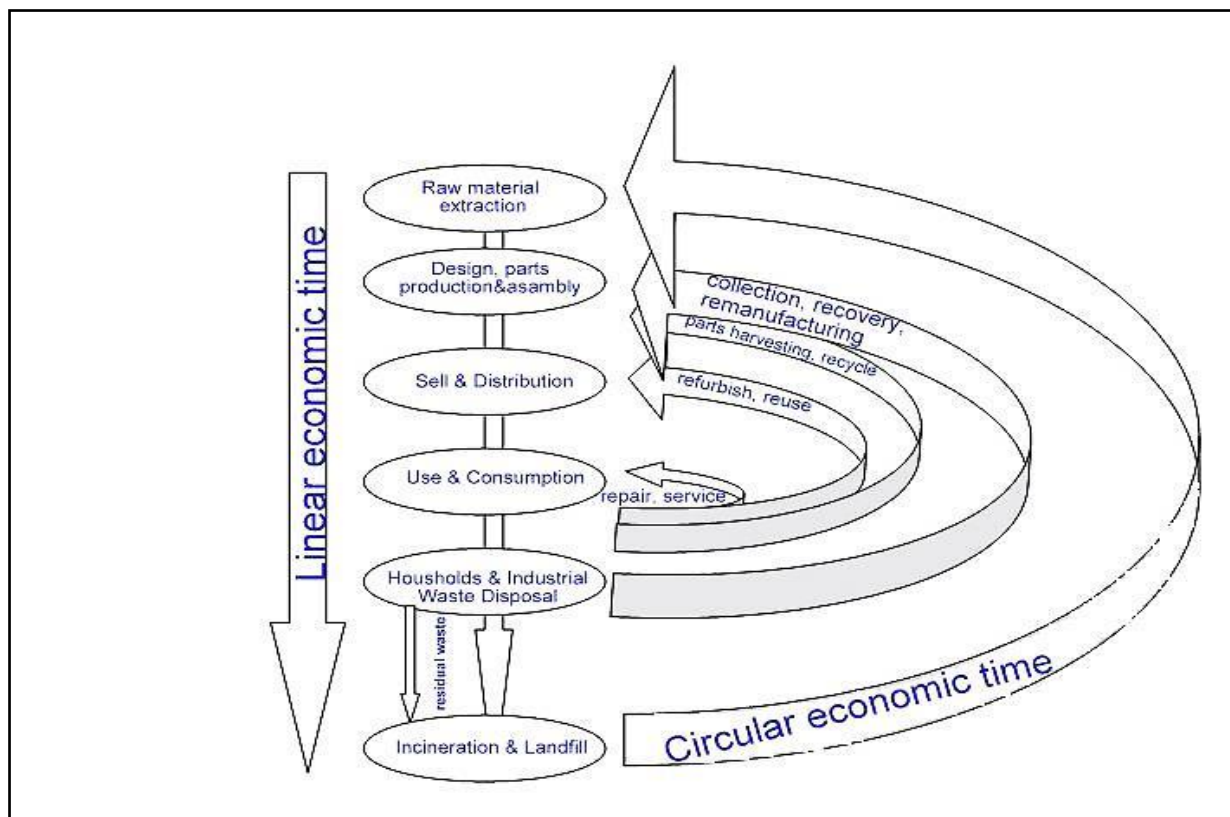 Linear economic time
Raw material
extraction
Design, parts
production&asambly
Sell & Distribution
Use & Consumption
Housholds & Industrial
Waste Disposal
residual waste
Incineration & Landfill
collection, recovery,
remanufacturing
parts harvesting, recycle
refurbish, reuse
repair, service
Circular economic time